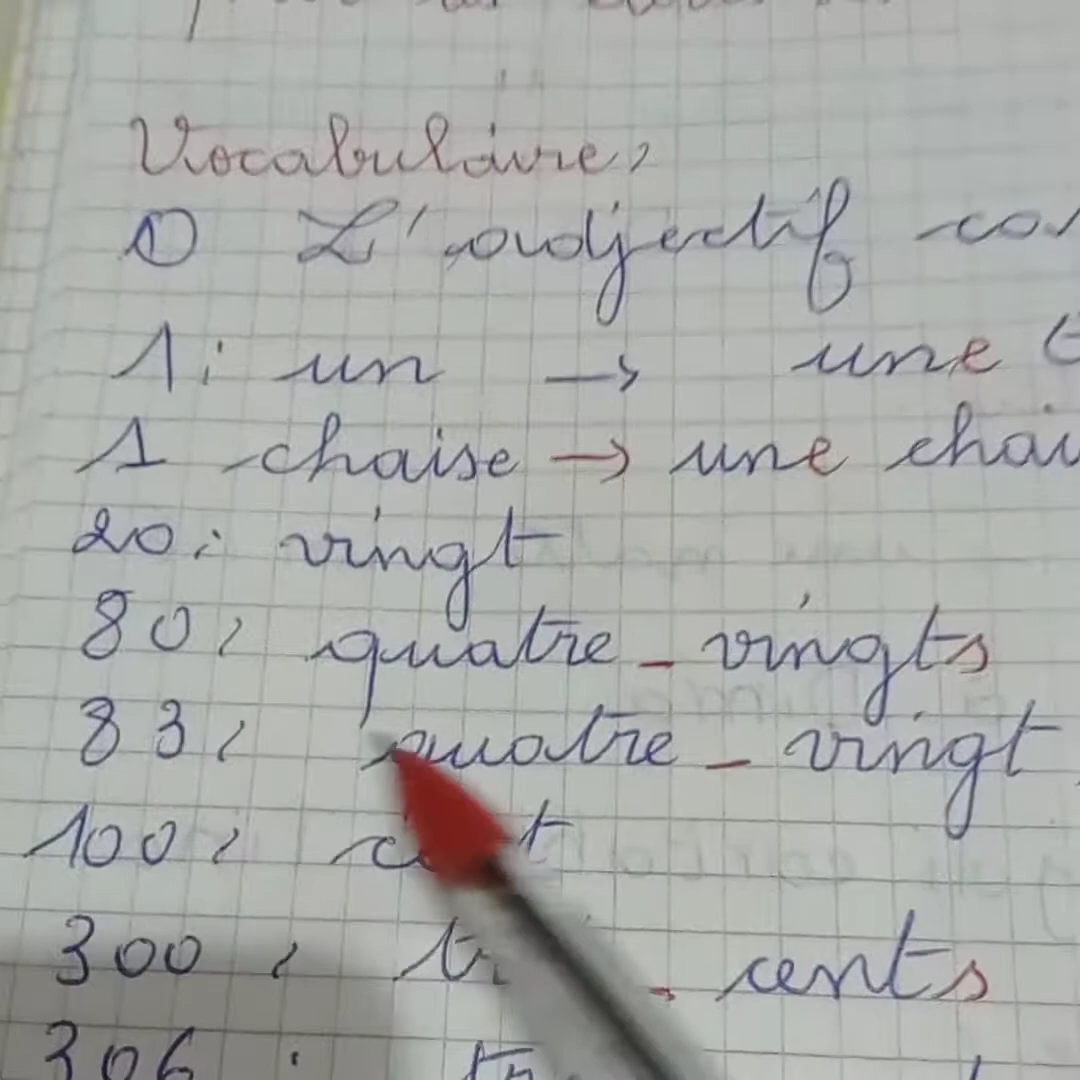 Vocabulaire:
① L'adjectif
1: un → une
1 chaise → une
20: vingt
80: quatre-vingts
83: quatre-vingt
100:
300: cents
306: